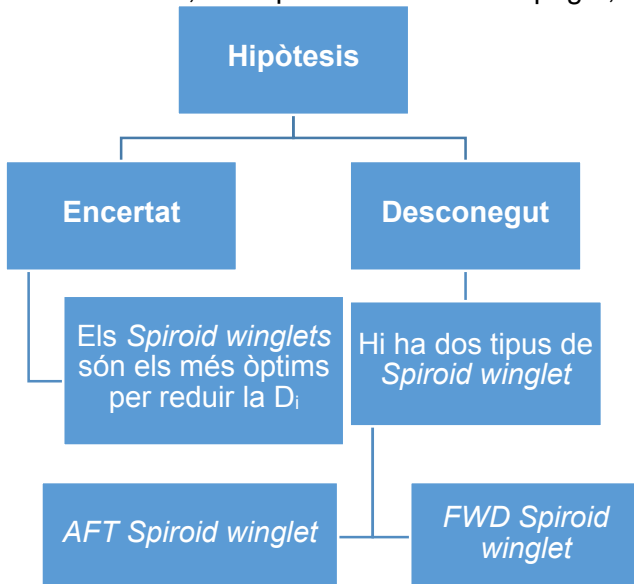 Hipòtesis
Encertat
Desconegut
Els Spiroid winglets
són els més òptims
per reduir la Di
Hi ha dos tipus de
Spiroid winglet
AFT Spiroid winglet
FWD Spiroid
winglet